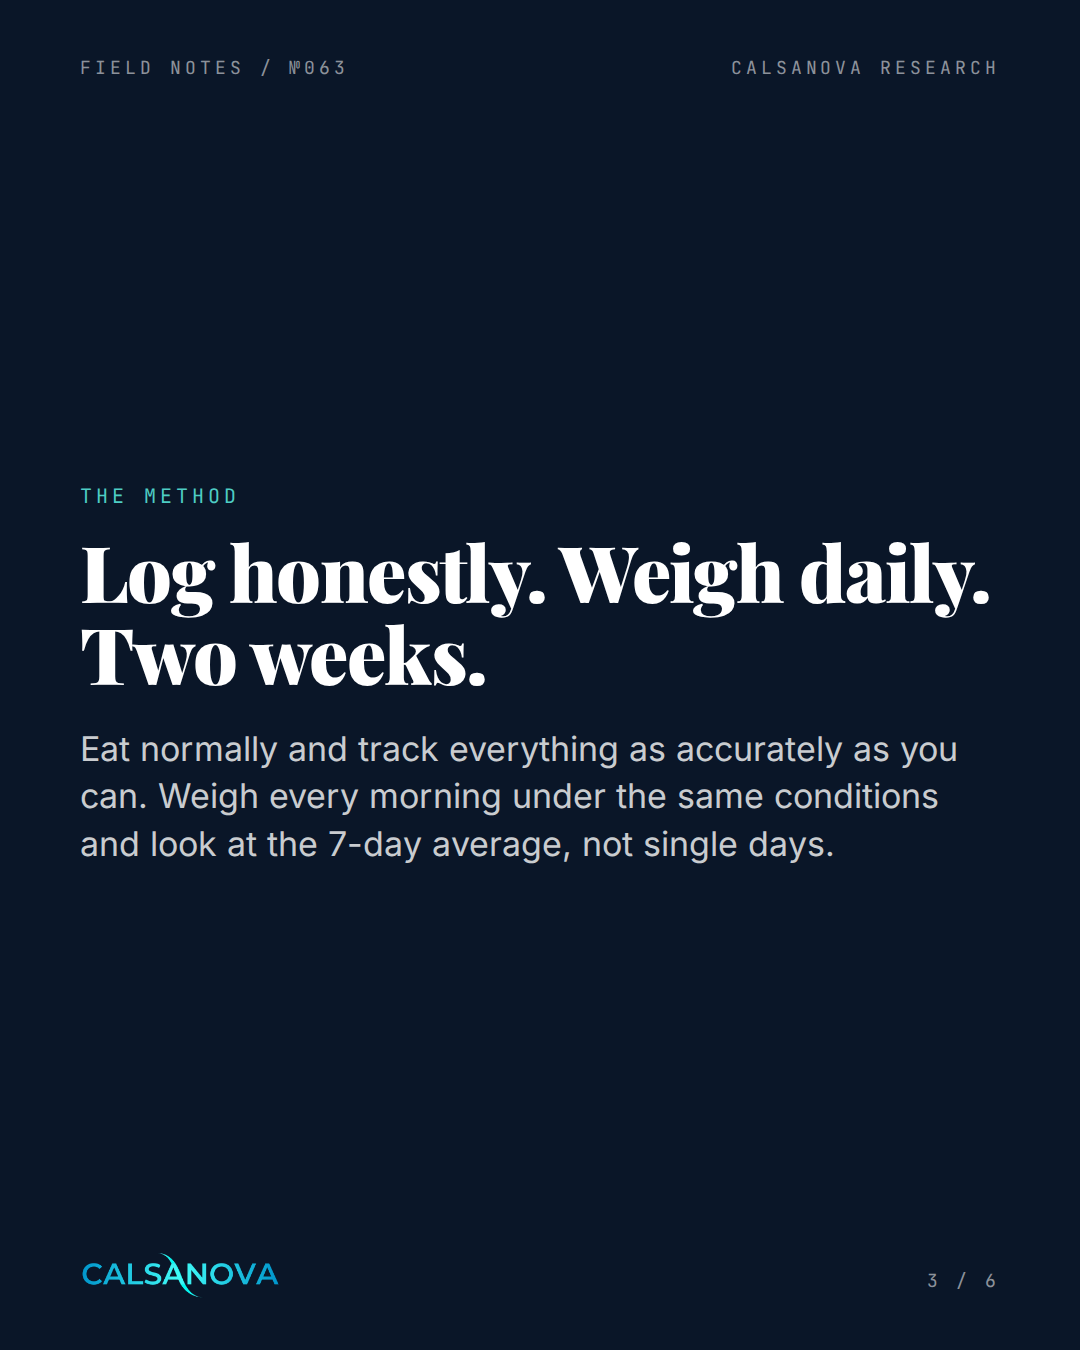 FIELD NOTES / №063
CALSANOVA RESEARCH
THE METHOD
Log honestly. Weigh daily.
Two weeks.
Eat normally and track everything as accurately as you
can. Weigh every morning under the same conditions
and look at the 7-day average, not single days.
CALSANOVA
3 / 6